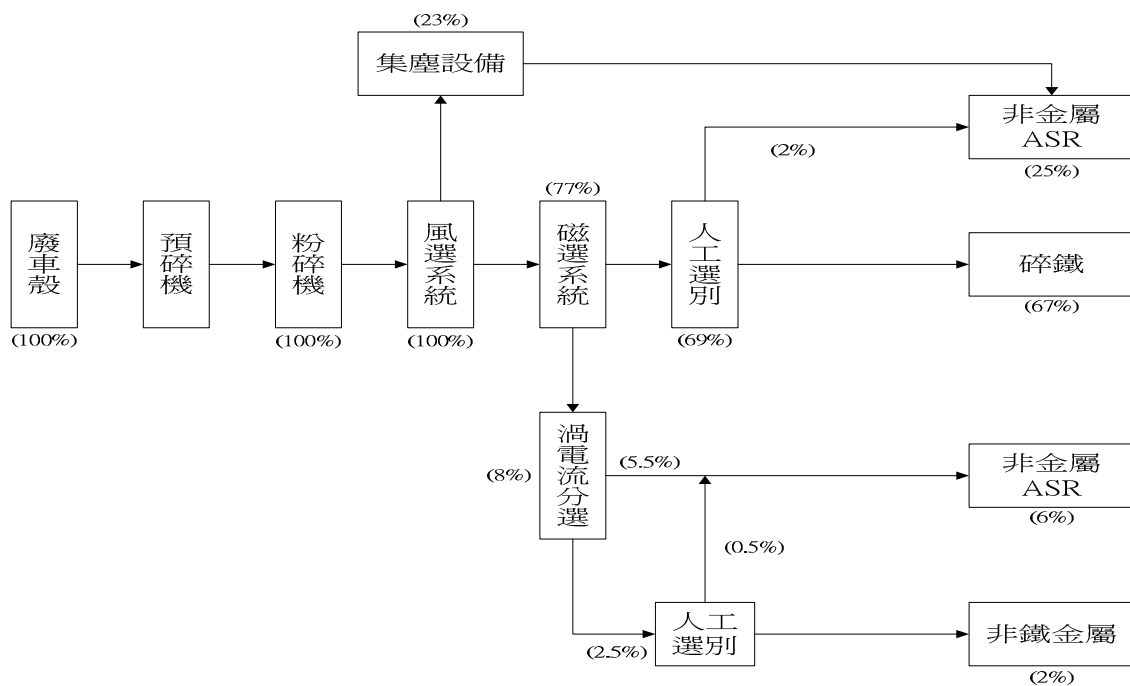 (23%)
集塵設備
非金屬
ASR
(25%)
(2%)
(77%)
廢車殼
(100%)
預碎機
粉碎機
(100%)
風選系統
(100%)
磁選系統
人工選別
(69%)
碎鐵
(67%)
渦電流分選
(8%)
(5.5%)
非金屬
ASR
(6%)
(0.5%)
人工
選別
(2.5%)
非鐵金屬
(2%)